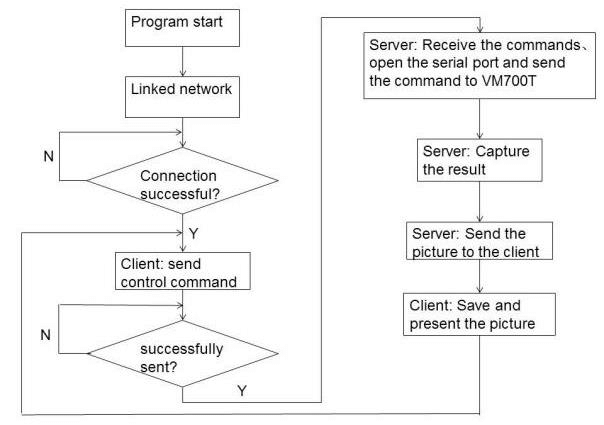 Program start
Linked network
N
Connection
successful?
Y
Client: send
control command
N
successfully
sent?
Y
Server: Receive the commands、
open the serial port and send
the command to VM700T
Server: Capture
the result
Server: Send the
picture to the client
Client: Save and
present the picture